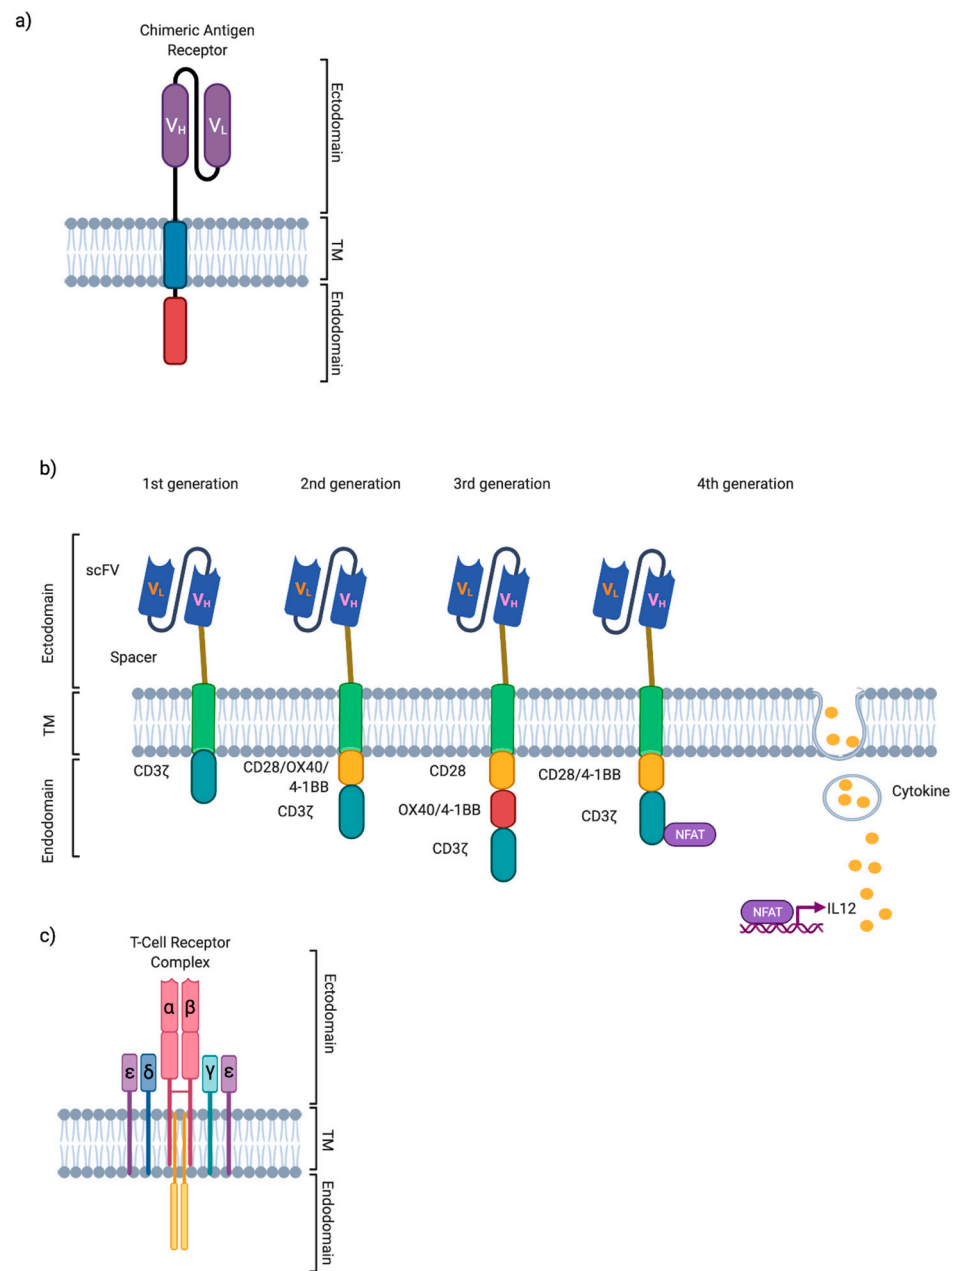 a)
Chimeric Antigen
Receptor
VH
VL
Ectodomain
TM
Endodomain
b)
1st generation
2nd generation
3rd generation
4th generation
Ectodomain
scFV
VL
VH
VL
VH
VL
VH
VL
VH
Spacer
TM
Endodomain
CD3ζ
CD28/OX40/
4-1BB
CD3ζ
CD28
OX40/4-1BB
CD3ζ
CD28/4-1BB
CD3ζ
NFAT
Cytokine
NFAT
IL12
c)
T-Cell Receptor
Complex
α
β
ε
δ
γ
ε
Ectodomain
TM
Endodomain